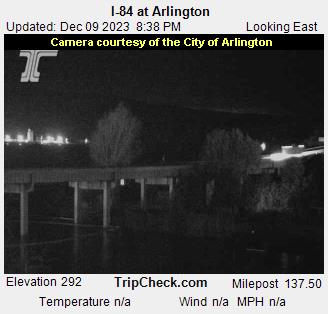 I-84 at Arlington
Updated: Dec 09 2023 8:38 PM Looking East
Camera courtesy of the City of Arlington
Elevation 292 TripCheck.com Milepost 137.50
Temperature n/a Wind n/a MPH n/a